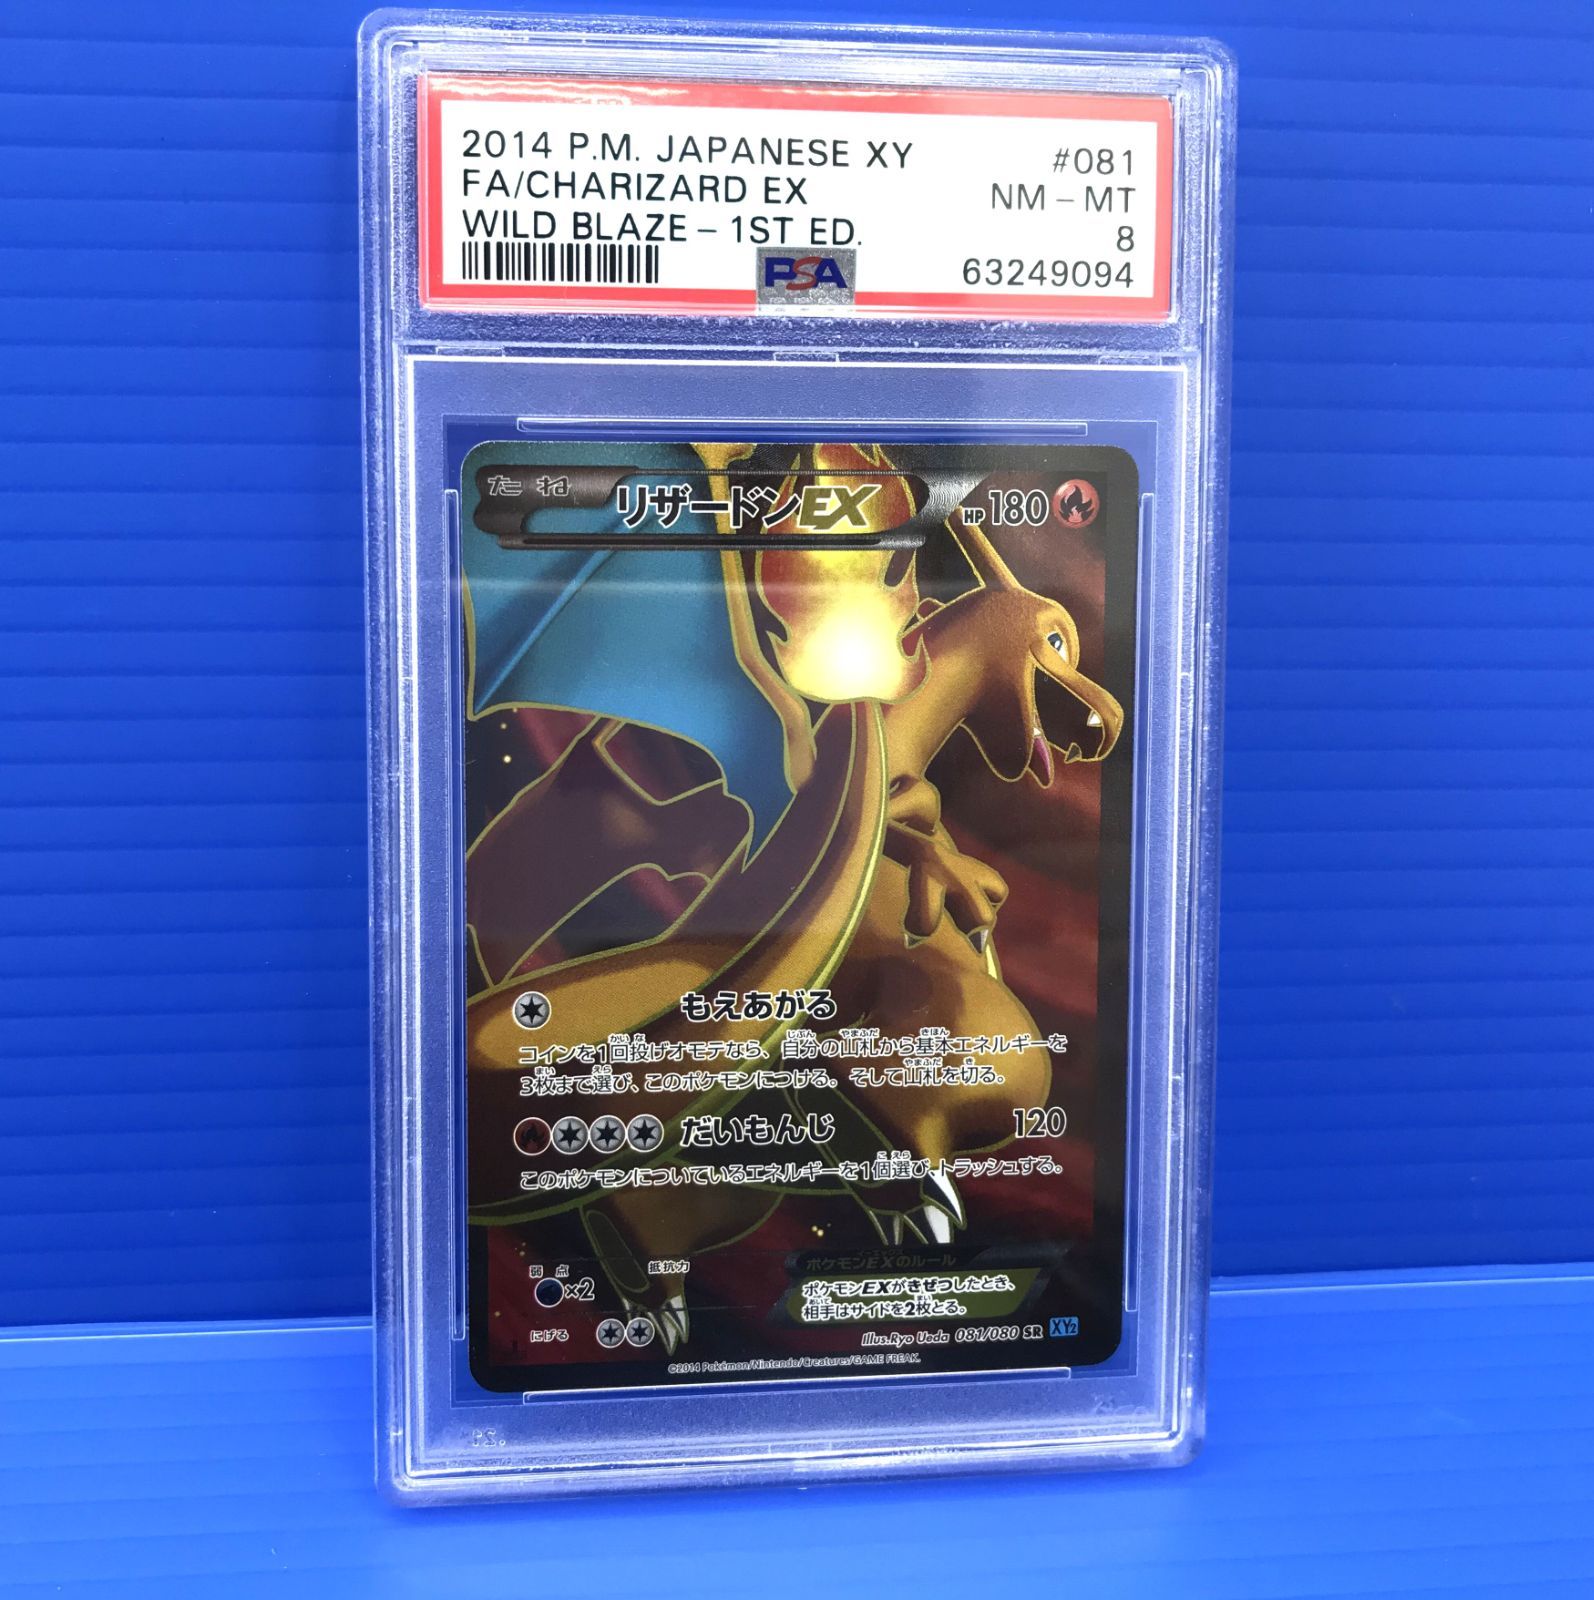 2014 P.M. JAPANESE XY #081
FA/CHARIZARD EX NM - MT
WILD BLAZE - 1ST ED. 8
PSA 63249094
たね リザードンEX HP180
もえあがる
コインを1回投げオモテなら、自分の山札から基本エネルギーを
3枚まで選び、このポケモンにつける。そして山札を切る。
だいもんじ 120
このポケモンについているエネルギーを1個選び、トラッシュする。
弱点 ×2 抵抗力
ポケモンEXのルール
ポケモンEXがきぜつしたとき、
相手はサイドを2枚とる。
にげる
Illus.Ryo Ueda 081/080 SR XY2
©2014 Pokémon/Nintendo/Creatures/GAME FREAK.